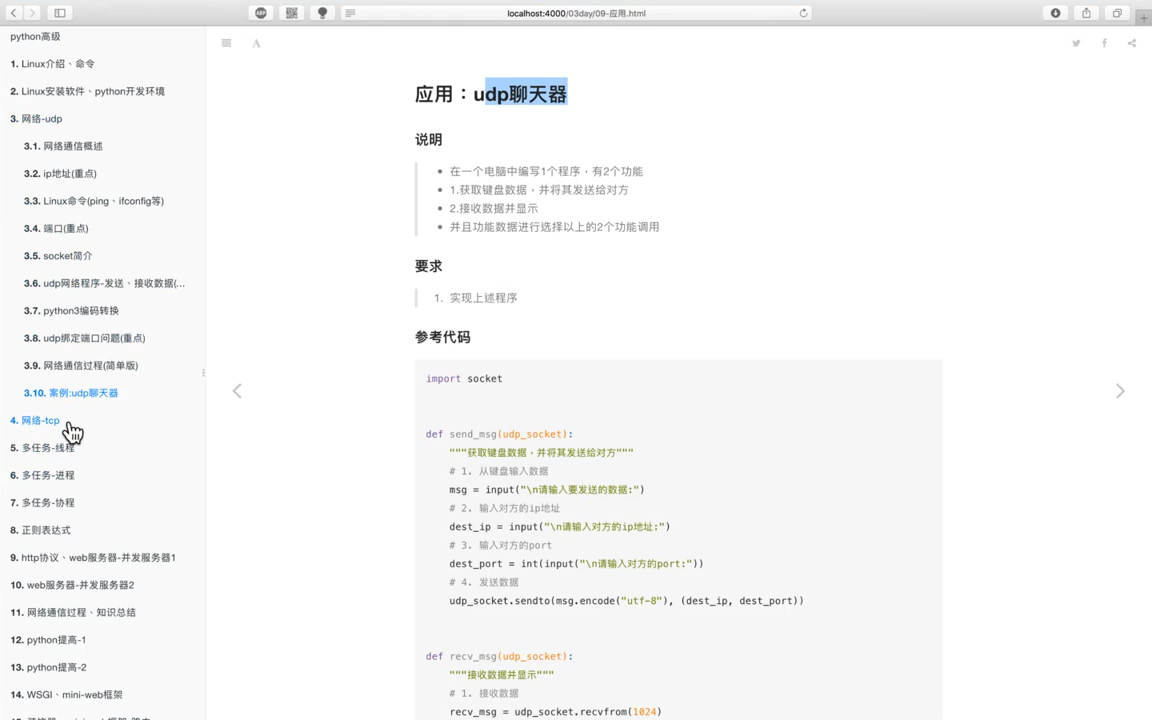 localhost:4000/03day/09-应用.html
python高级
1. Linux介绍、命令
2. Linux安装软件、python开发环境
3. 网络-udp
3.1. 网络通信概述
3.2. ip地址(重点)
3.3. Linux命令(ping、ifconfig等)
3.4. 端口(重点)
3.5. socket简介
3.6. udp网络程序-发送、接收数据(...
3.7. python3编码转换
3.8. udp绑定端口问题(重点)
3.9. 网络通信过程(简单版)
3.10. 案例:udp聊天器
4. 网络-tcp
5. 多任务-线程
6. 多任务-进程
7. 多任务-协程
8. 正则表达式
9. http协议、web服务器-并发服务器1
10. web服务器-并发服务器2
11. 网络通信过程、知识总结
12. python提高-1
13. python提高-2
14. WSGI、mini-web框架
A
应用：udp聊天器
说明
• 在一个电脑中编写1个程序，有2个功能
• 1.获取键盘数据，并将其发送给对方
• 2.接收数据并显示
• 并且功能数据进行选择以上的2个功能调用
要求
1. 实现上述程序
参考代码
import socket
def send_msg(udp_socket):
"""获取键盘数据，并将其发送给对方"""
# 1. 从键盘输入数据
msg = input("\n请输入要发送的数据:")
# 2. 输入对方的ip地址
dest_ip = input("\n请输入对方的ip地址:")
# 3. 输入对方的port
dest_port = int(input("\n请输入对方的port:"))
# 4. 发送数据
udp_socket.sendto(msg.encode("utf-8"), (dest_ip, dest_port))
def recv_msg(udp_socket):
"""接收数据并显示"""
# 1. 接收数据
recv_msg = udp_socket.recvfrom(1024)